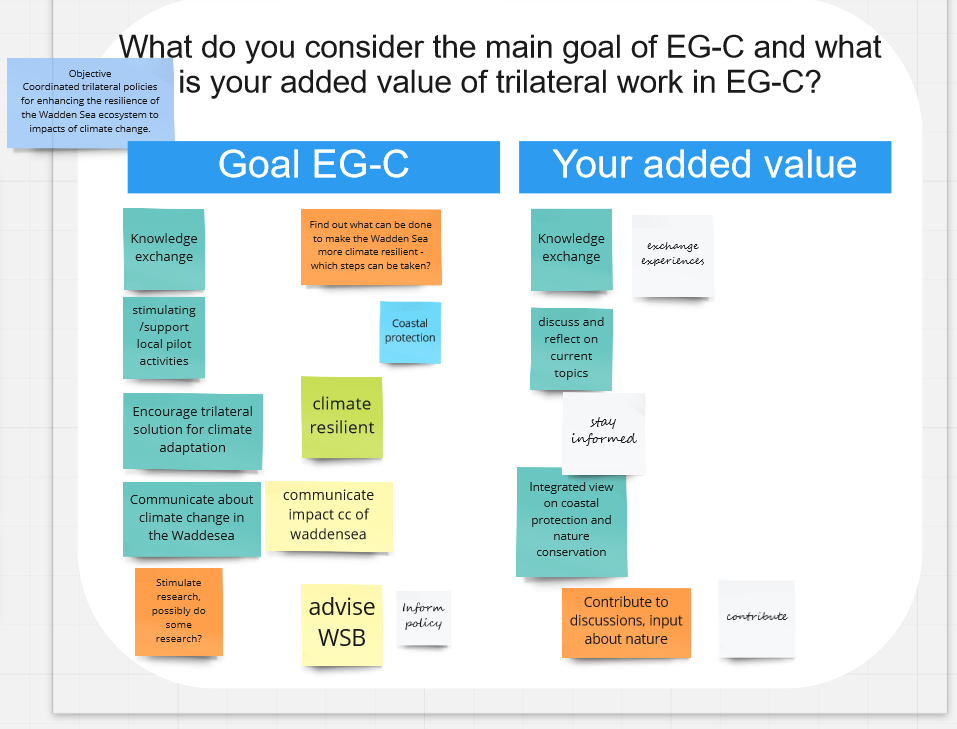 What do you consider the main goal of EG-C and what
is your added value of trilateral work in EG-C?
Objective
Coordinated trilateral policies
for enhancing the resilience of
the Wadden Sea ecosystem to
impacts of climate change.
Goal EG-C
Knowledge
exchange
Find out what can be done
to make the Wadden Sea
more climate resilient -
which steps can be taken?
stimulating
/support
local pilot
activities
Coastal
protection
Encourage trilateral
solution for climate
adaptation
climate
resilient
Communicate about
climate change in
the Waddesea
communicate
impact cc of
waddensea
Stimulate
research,
possibly do
some
research?
advise
WSB
Inform
policy
Your added value
Knowledge
exchange
exchange
experiences
discuss and
reflect on
current
topics
stay
informed
Integrated view
on coastal
protection and
nature
conservation
Contribute to
discussions, input
about nature
contribute